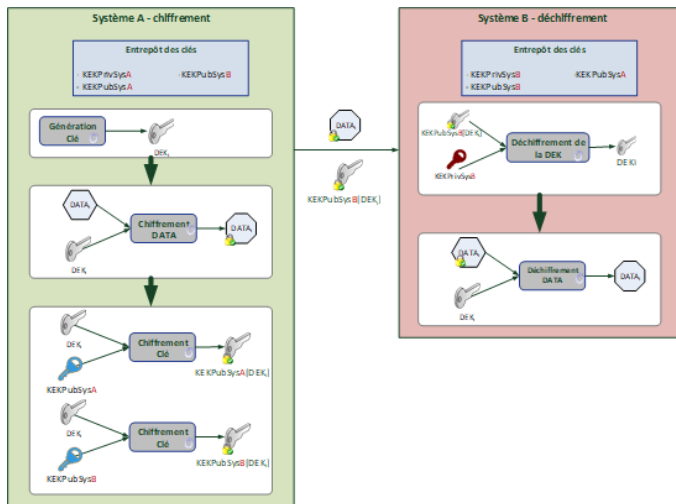 Système A - chiffrement
Entrepôt des clés
- KEKPrivSysA
- KEKPubSysB
- KEKPubSysA
Génération
Clé
DEKi
DATAi
DEKi
Chiffrement
DATA
DATAi
DEKi
KEKPubSysA
Chiffrement
Clé
KEKPubSysA(DEKi)
DEKi
KEKPubSysB
Chiffrement
Clé
KEKPubSysB(DEKi)
DATAi
KEKPubSysB(DEKi)
Système B - déchiffrement
Entrepôt des clés
- KEKPrivSysB
-KEKPubSysA
- KEKPubSysB
KEKPubSysB(DEKi)
KEKPrivSysB
Déchiffrement de
la DEK
DEKi
DATAi
DEKi
Déchiffrement
DATA
DATAi